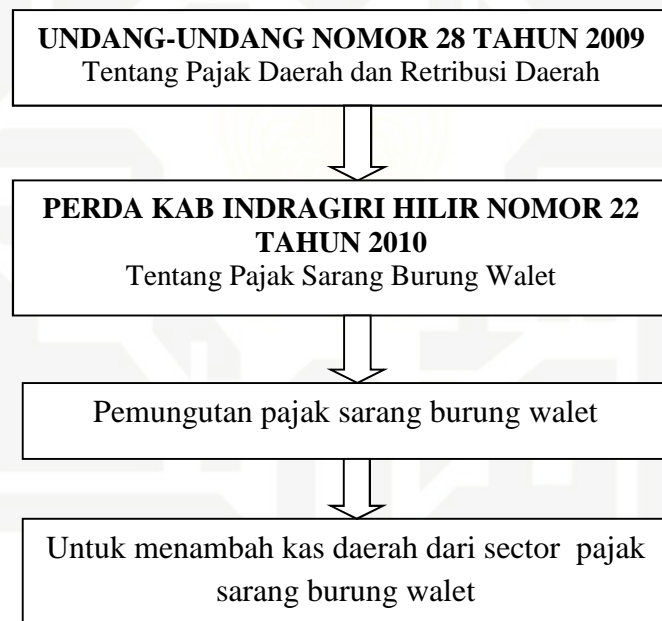 UNDANG-UNDANG NOMOR 28 TAHUN 2009
Tentang Pajak Daerah dan Retribusi Daerah
PERDA KAB INDRAGIRI HILIR NOMOR 22
TAHUN 2010
Tentang Pajak Sarang Burung Walet
Pemungutan pajak sarang burung walet
Untuk menambah kas daerah dari sector pajak
sarang burung walet